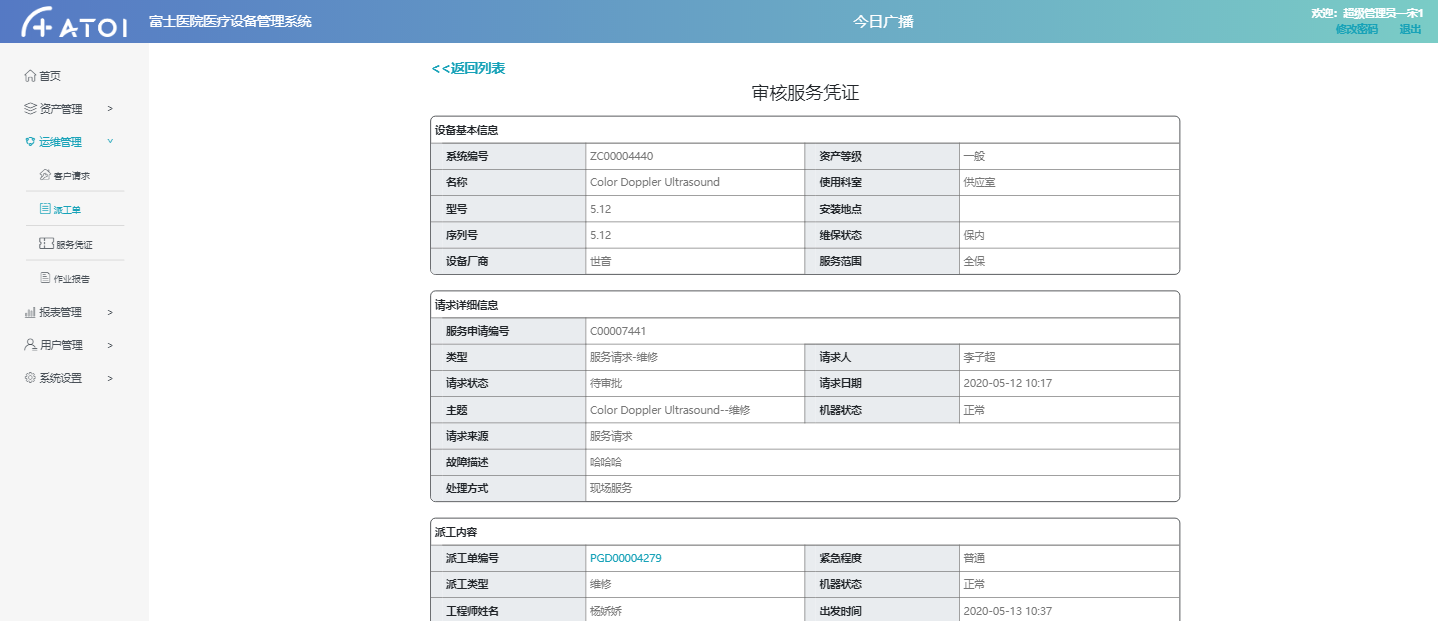 ATOI 富士医院医疗设备管理系统 今日广播 欢迎：超级管理员—宋1
修改密码 退出
首页
资产管理 >
运维管理
客户请求
派工单
服务凭证
作业报告
报表管理 >
用户管理 >
系统设置 >
<<返回列表
审核服务凭证
设备基本信息
系统编号 ZC00004440 资产等级 一般
名称 Color Doppler Ultrasound 使用科室 供应室
型号 5.12 安装地点
序列号 5.12 维保状态 保内
设备厂商 世音 服务范围 全保
请求详细信息
服务申请编号 C00007441
类型 服务请求-维修 请求人 李子超
请求状态 待审批 请求日期 2020-05-12 10:17
主题 Color Doppler Ultrasound--维修 机器状态 正常
请求来源 服务请求
故障描述 哈哈哈
处理方式 现场服务
派工内容
派工单编号 PGD00004279 紧急程度 普通
派工类型 维修 机器状态 正常
工程师姓名 杨娇娇 出发时间 2020-05-13 10:37